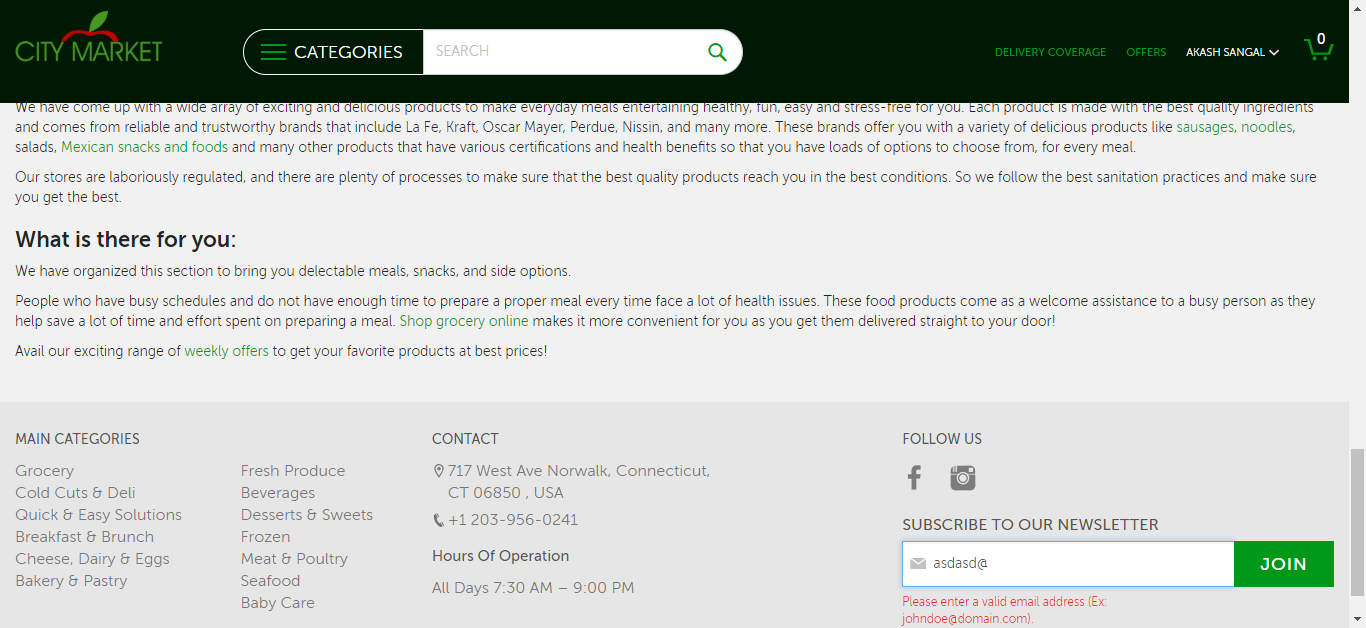 CITY MARKET
CATEGORIES
SEARCH
DELIVERY COVERAGE
OFFERS
AKASH SANGAL
0
We have come up with a wide array of exciting and delicious products to make everyday meals entertaining healthy, fun, easy and stress-free for you. Each product is made with the best quality ingredients
and comes from reliable and trustworthy brands that include La Fe, Kraft, Oscar Mayer, Perdue, Nissin, and many more. These brands offer you with a variety of delicious products like sausages, noodles,
salads, Mexican snacks and foods and many other products that have various certifications and health benefits so that you have loads of options to choose from, for every meal.
Our stores are laboriously regulated, and there are plenty of processes to make sure that the best quality products reach you in the best conditions. So we follow the best sanitation practices and make sure
you get the best.
What is there for you:
We have organized this section to bring you delectable meals, snacks, and side options.
People who have busy schedules and do not have enough time to prepare a proper meal every time face a lot of health issues. These food products come as a welcome assistance to a busy person as they
help save a lot of time and effort spent on preparing a meal. Shop grocery online makes it more convenient for you as you get them delivered straight to your door!
Avail our exciting range of weekly offers to get your favorite products at best prices!
MAIN CATEGORIES
Grocery
Cold Cuts & Deli
Quick & Easy Solutions
Breakfast & Brunch
Cheese, Dairy & Eggs
Bakery & Pastry
Fresh Produce
Beverages
Desserts & Sweets
Frozen
Meat & Poultry
Seafood
Baby Care
CONTACT
717 West Ave Norwalk, Connecticut,
CT 06850 , USA
+1 203-956-0241
Hours Of Operation
All Days 7:30 AM – 9:00 PM
FOLLOW US
SUBSCRIBE TO OUR NEWSLETTER
asdasd@
JOIN
Please enter a valid email address (Ex:
johndoe@domain.com).